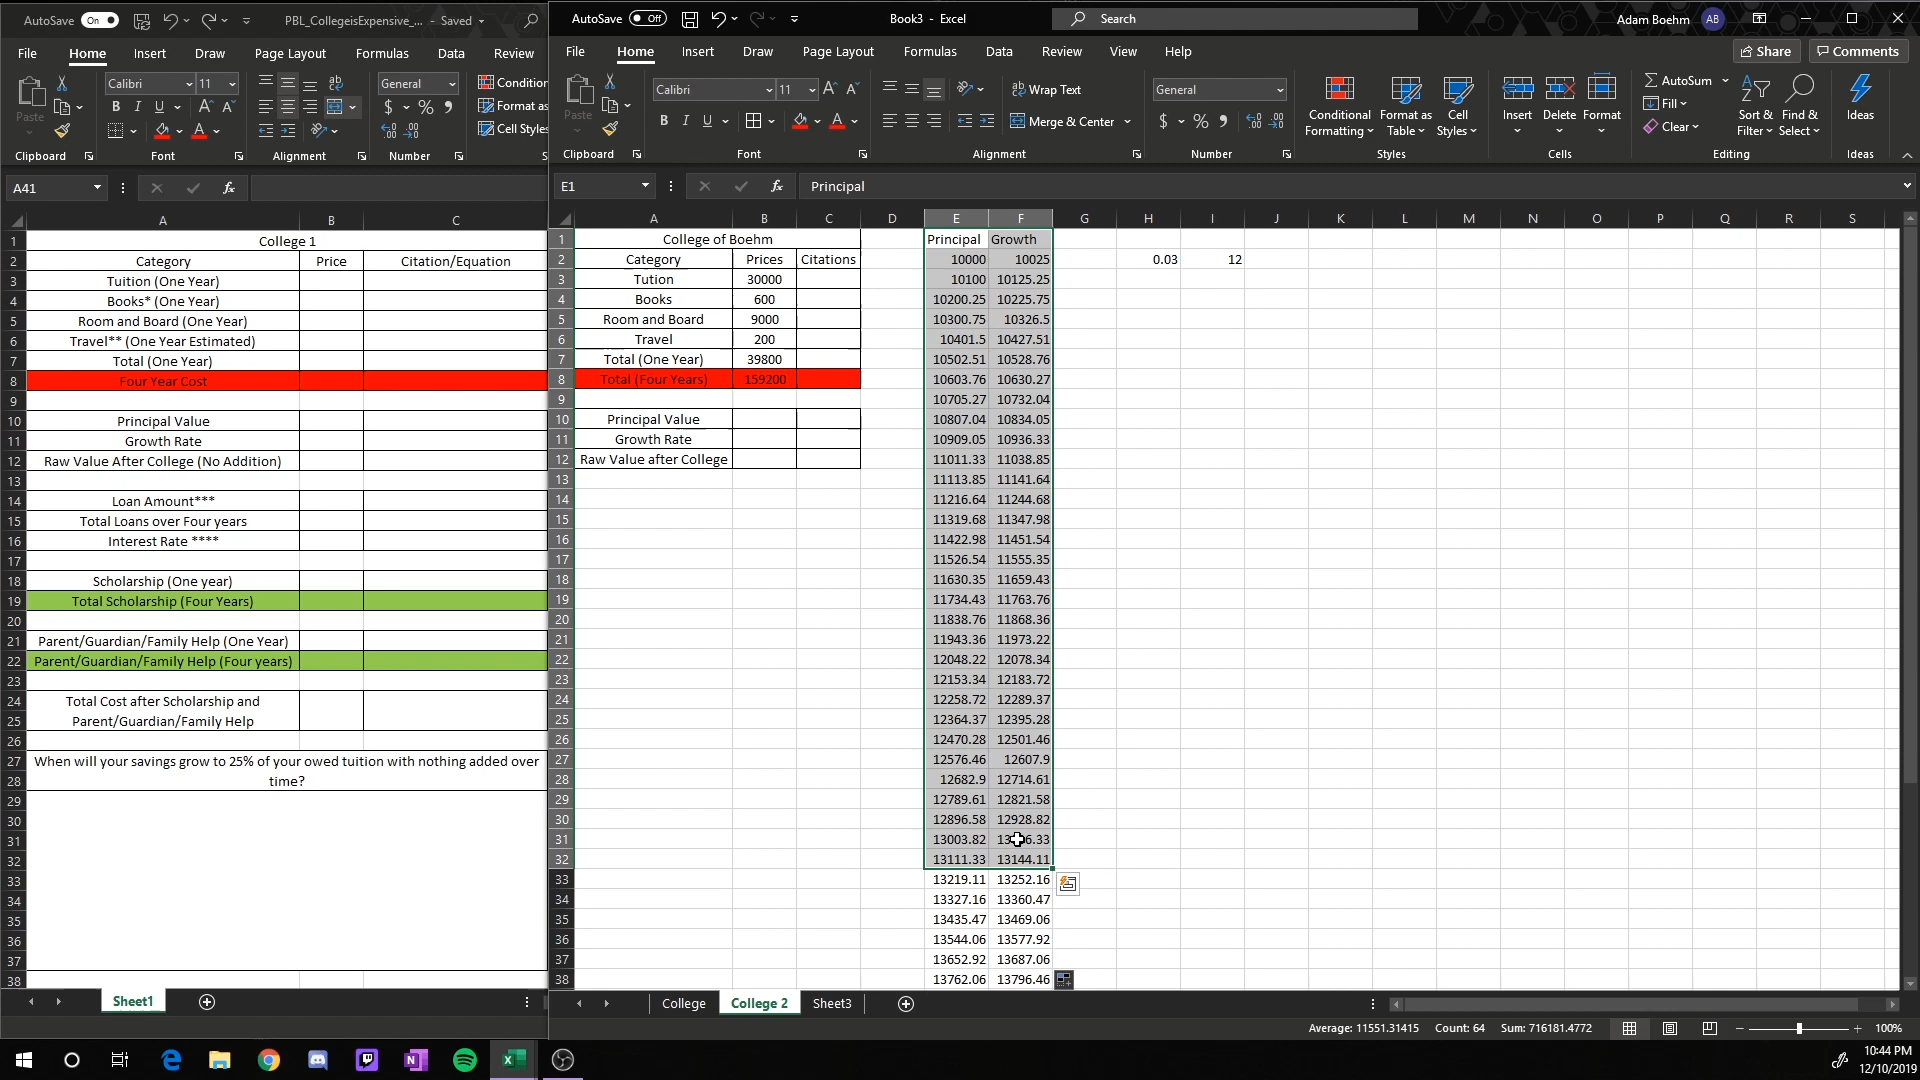 AutoSave On PBL_CollegeisExpensive_... - Saved
File Home Insert Draw Page Layout Formulas Data Review
Calibri 11 General Condition
Paste B I U $ % Format as
Cell Styles
Clipboard Font Alignment Number
A41 fx
A B C
1 College 1
2 Category Price Citation/Equation
3 Tuition (One Year)
4 Books* (One Year)
5 Room and Board (One Year)
6 Travel** (One Year Estimated)
7 Total (One Year)
8 Four Year Cost
9
10 Principal Value
11 Growth Rate
12 Raw Value After College (No Addition)
13
14 Loan Amount***
15 Total Loans over Four years
16 Interest Rate ****
17
18 Scholarship (One year)
19 Total Scholarship (Four Years)
20
21 Parent/Guardian/Family Help (One Year)
22 Parent/Guardian/Family Help (Four years)
23
24 Total Cost after Scholarship and
25 Parent/Guardian/Family Help
26
27 When will your savings grow to 25% of your owed tuition with nothing added over
28 time?
29
30
31
32
33
34
35
36
37
38
Sheet1
AutoSave Off Book3 - Excel Search Adam Boehm AB
File Home Insert Draw Page Layout Formulas Data Review View Help Share Comments
Calibri 11 Wrap Text General AutoSum
Paste B I U Merge & Center $ % Conditional Formatting Format as Table Cell Styles Insert Delete Format Fill Clear Sort & Filter Find & Select Ideas
Clipboard Font Alignment Number Styles Cells Editing Ideas
E1 fx Principal
A B C D E F G H I J K L M N O P Q R S
1 College of Boehm Principal Growth
2 Category Prices Citations 10000 10025 0.03 12
3 Tution 30000 10100 10125.25
4 Books 600 10200.25 10225.75
5 Room and Board 9000 10300.75 10326.5
6 Travel 200 10401.5 10427.51
7 Total (One Year) 39800 10502.51 10528.76
8 Total (Four Years) 159200 10603.76 10630.27
9 10705.27 10732.04
10 Principal Value 10807.04 10834.05
11 Growth Rate 10909.05 10936.33
12 Raw Value after College 11011.33 11038.85
13 11113.85 11141.64
14 11216.64 11244.68
15 11319.68 11347.98
16 11422.98 11451.54
17 11526.54 11555.35
18 11630.35 11659.43
19 11734.43 11763.76
20 11838.76 11868.36
21 11943.36 11973.22
22 12048.22 12078.34
23 12153.34 12183.72
24 12258.72 12289.37
25 12364.37 12395.28
26 12470.28 12501.46
27 12576.46 12607.9
28 12682.9 12714.61
29 12789.61 12821.58
30 12896.58 12928.82
31 13003.82
32 13111.33 13144.11
33 13219.11 13252.16
34 13327.16 13360.47
35 13435.47 13469.06
36 13544.06 13577.92
37 13652.92 13687.06
38 13762.06 13796.46
College College 2 Sheet3
Average: 11551.31415 Count: 64 Sum: 716181.4772 100%
10:44 PM
12/10/2019